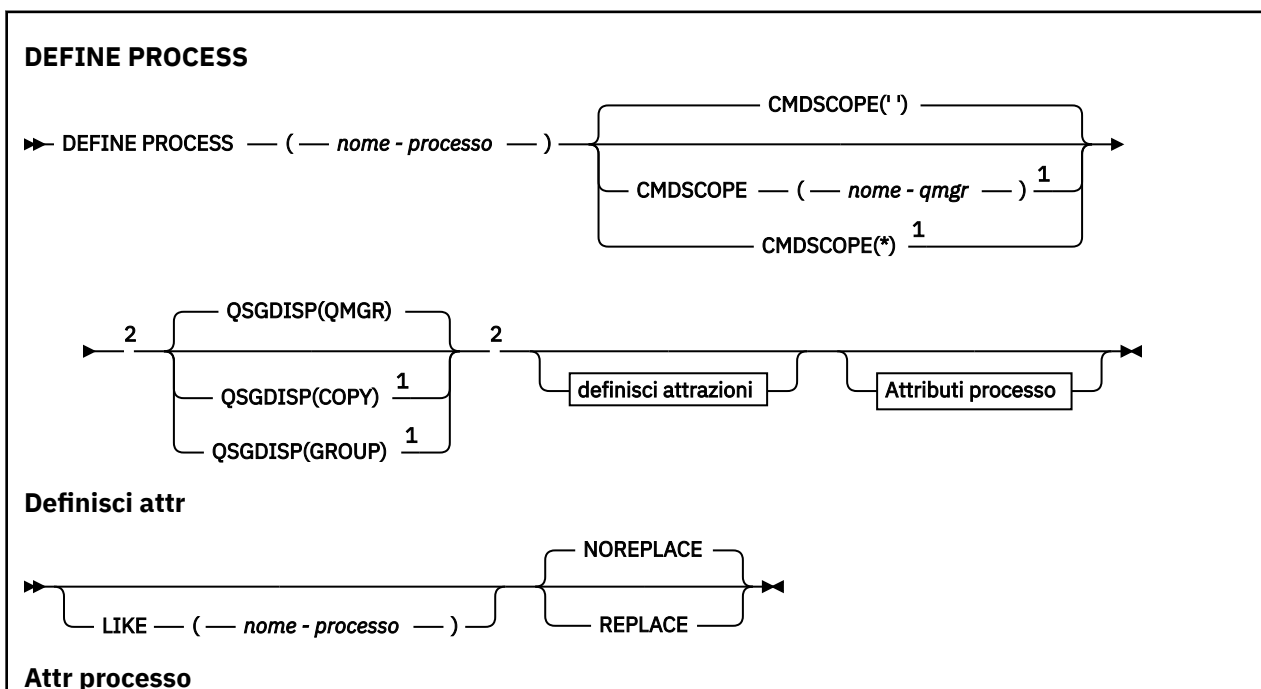 DEFINE PROCESS
CMDSCOPE(' ')
DEFINE PROCESS ( nome - processo )
CMDSCOPE ( nome - qmgr ) 1
CMDSCOPE(*) 1
2 QSGDISP(QMGR) 2
QSGDISP(COPY) 1
QSGDISP(GROUP) 1
definisci attrazioni Attributi processo
Definisci attr
NOREPLACE
LIKE ( nome - processo ) REPLACE
Attr processo